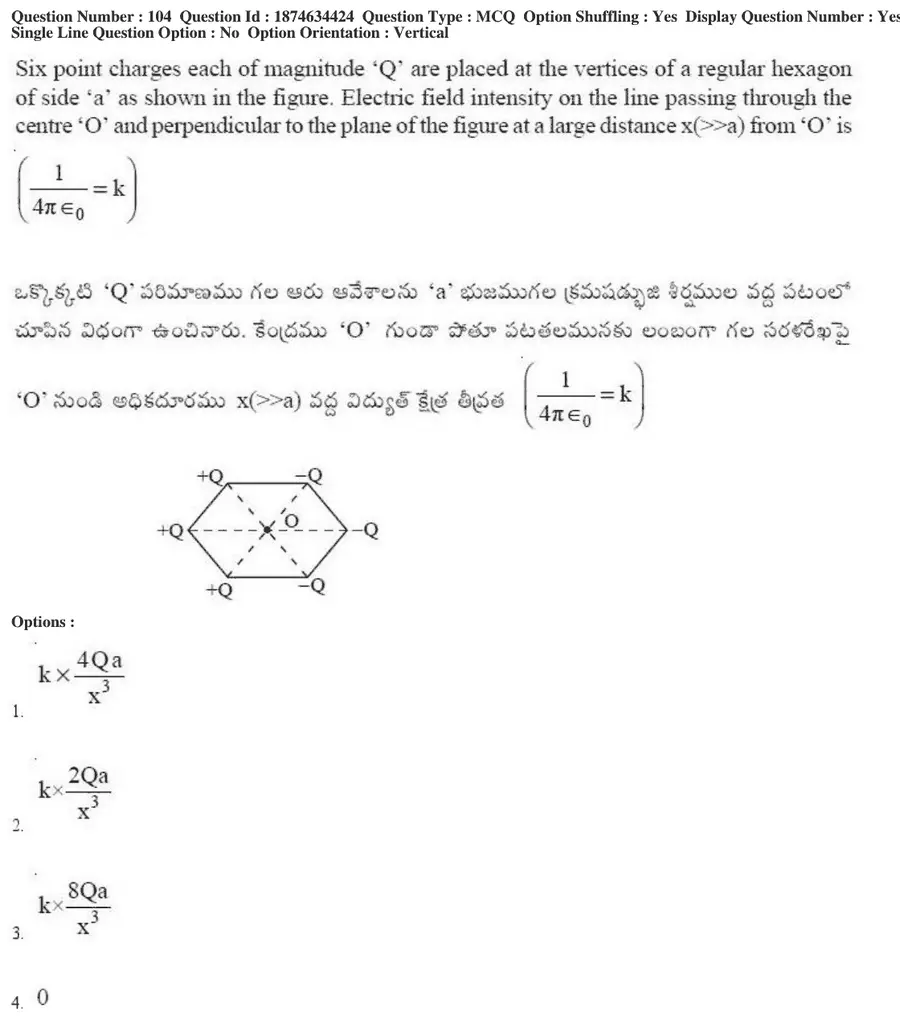 Question Number : 104 Question Id : 1874634424 Question Type : MCQ Option Shuffling : Yes Display Question Number : Yes
Single Line Question Option : No Option Orientation : Vertical
Six point charges each of magnitude ‘Q’ are placed at the vertices of a regular hexagon
of side ‘a’ as shown in the figure. Electric field intensity on the line passing through the
centre ‘O’ and perpendicular to the plane of the figure at a large distance x(>>a) from ‘O’ is
(1/4π∈₀ = k)
ఒక్కొక్కటి ‘Q’ పరిమాణము గల ఆరు ఆవేశాలను ‘a’ భుజముగల క్రమషడ్భుజి శీర్షముల వద్ద పటంలో
చూపిన విధంగా ఉంచినారు. కేంద్రము ‘O’ గుండా పోతూ పటతలమునకు లంబంగా గల సరళరేఖపై
‘O’ నుండి అధికదూరము x(>>a) వద్ద విద్యుత్ క్షేత్ర తీవ్రత (1/4π∈₀ = k)
+Q −Q
+Q O −Q
+Q −Q
Options :
1. k × 4Qa/x³
2. k× 2Qa/x³
3. k× 8Qa/x³
4. 0